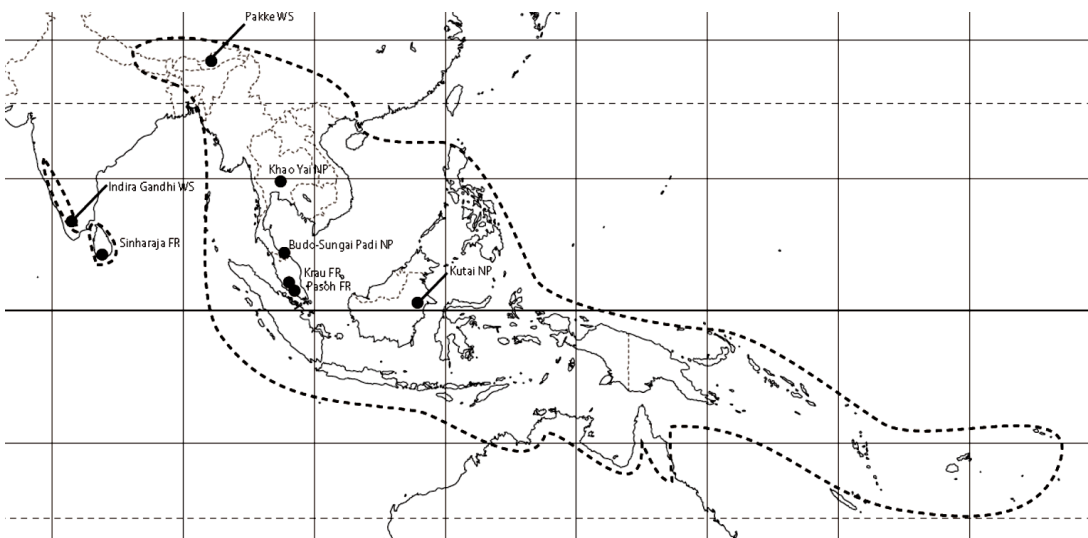 Pakke WS
Khao Yai NP
Indira Gandhi WS
Sinharaja FR
Budo-Sungai Padi NP
Krau FR
Pasoh FR
Kutai NP